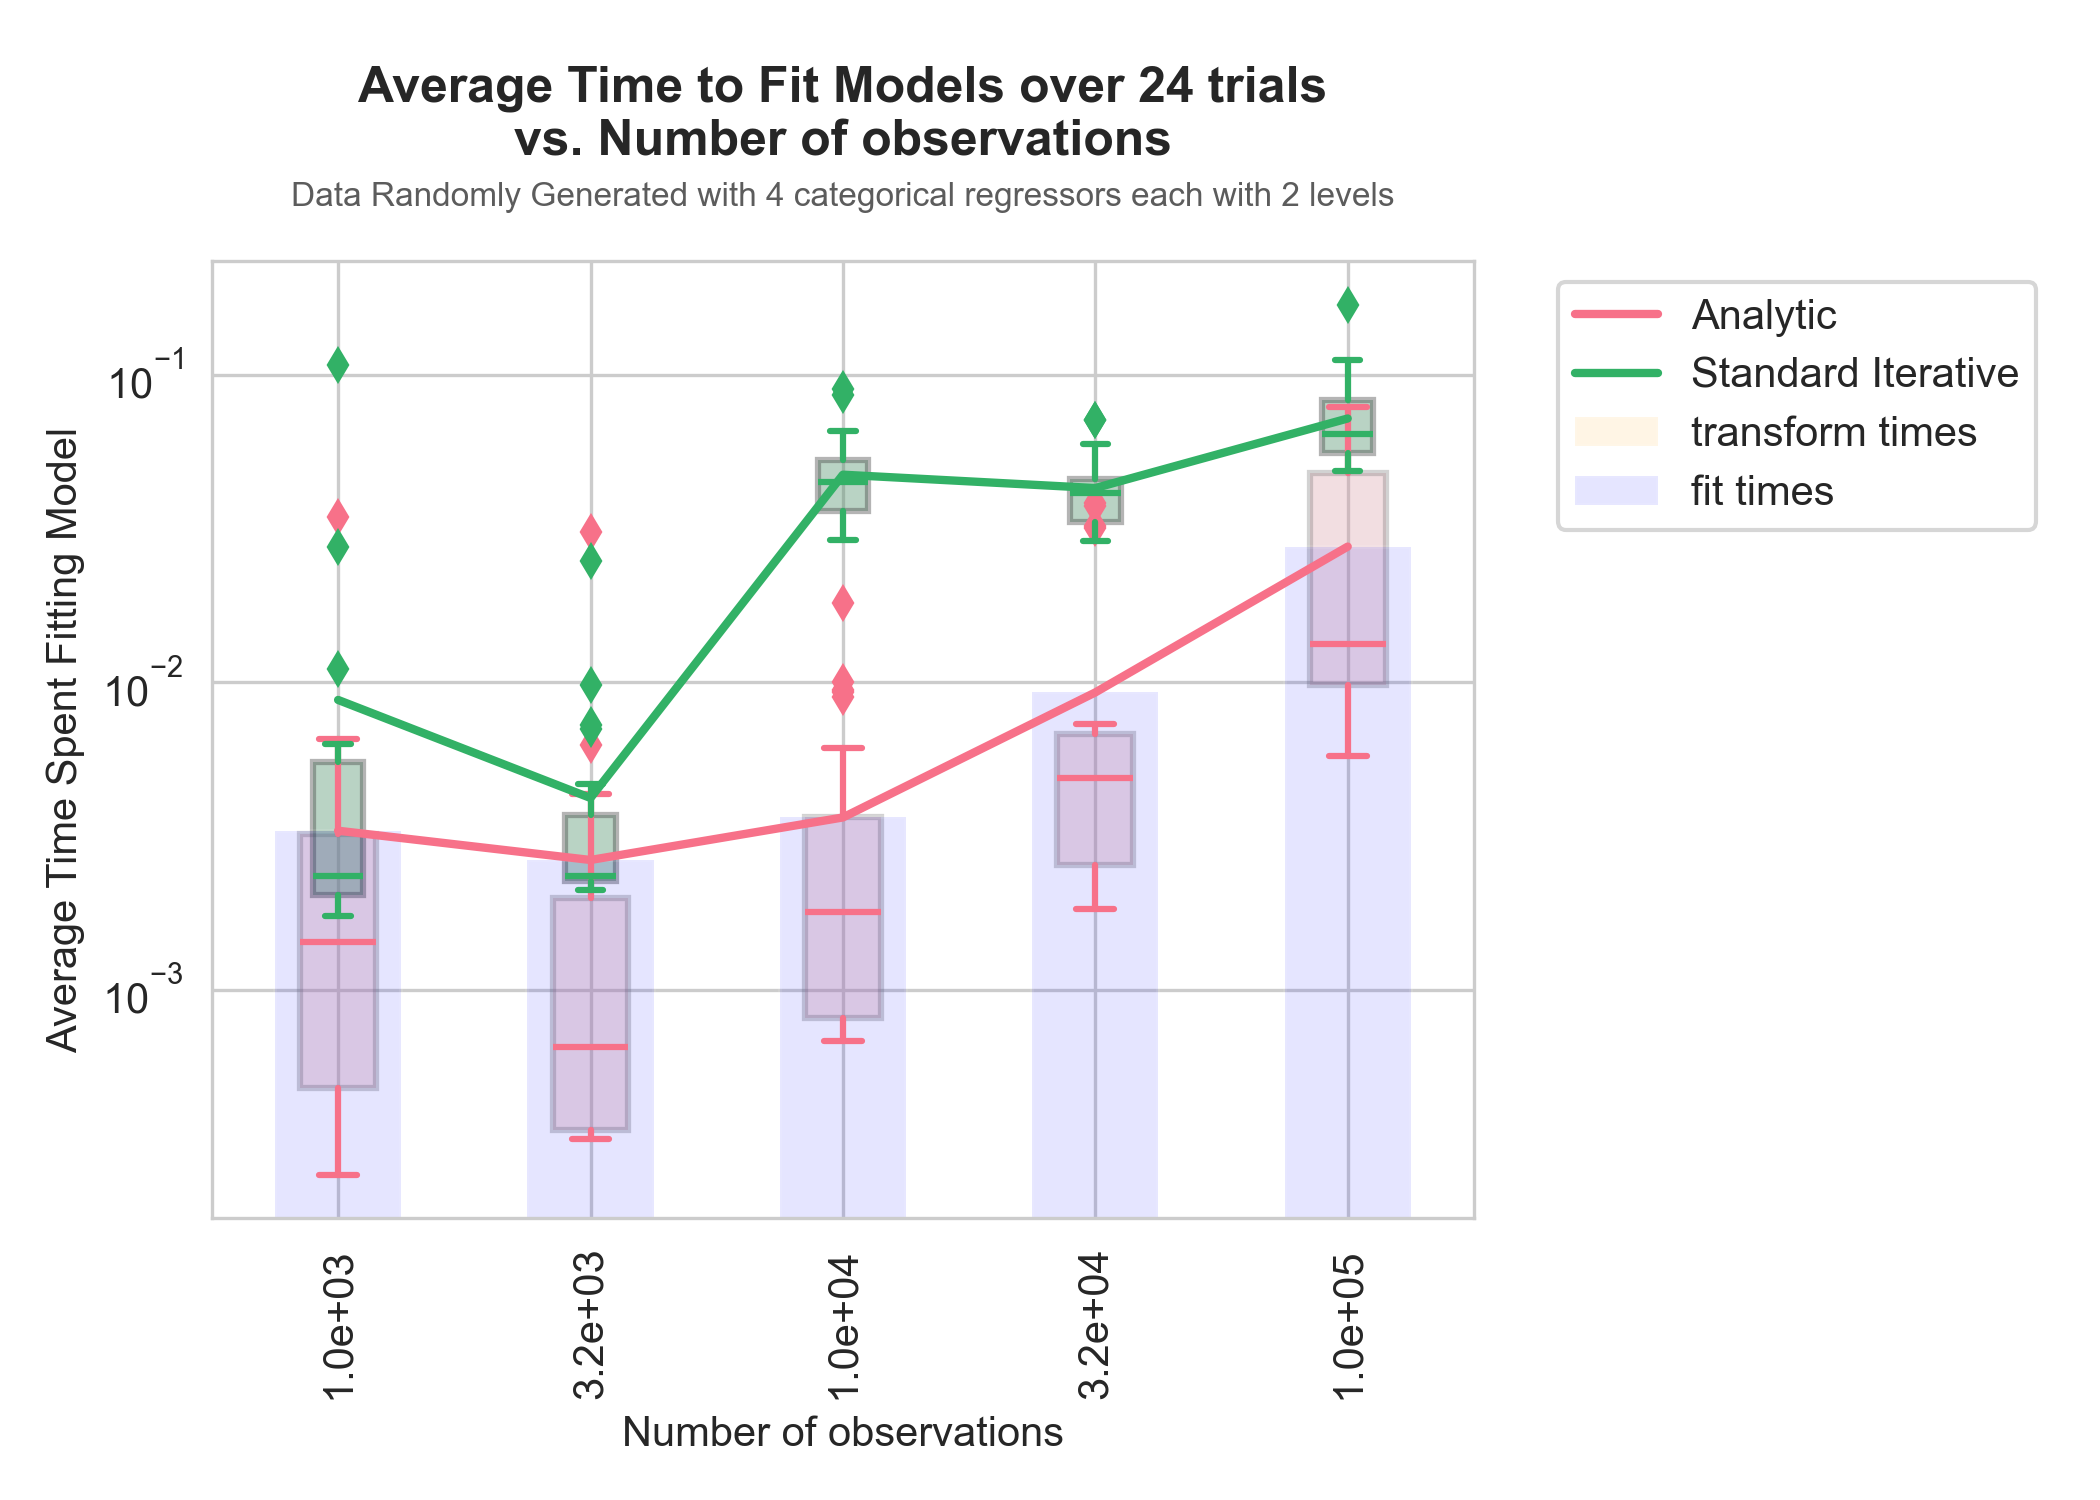 Average Time to Fit Models over 24 trials
vs. Number of observations
Data Randomly Generated with 4 categorical regressors each with 2 levels
Average Time Spent Fitting Model
10⁻¹
10⁻²
10⁻³
1.0e+03
3.2e+03
1.0e+04
3.2e+04
1.0e+05
Number of observations
Analytic
Standard Iterative
transform times
fit times